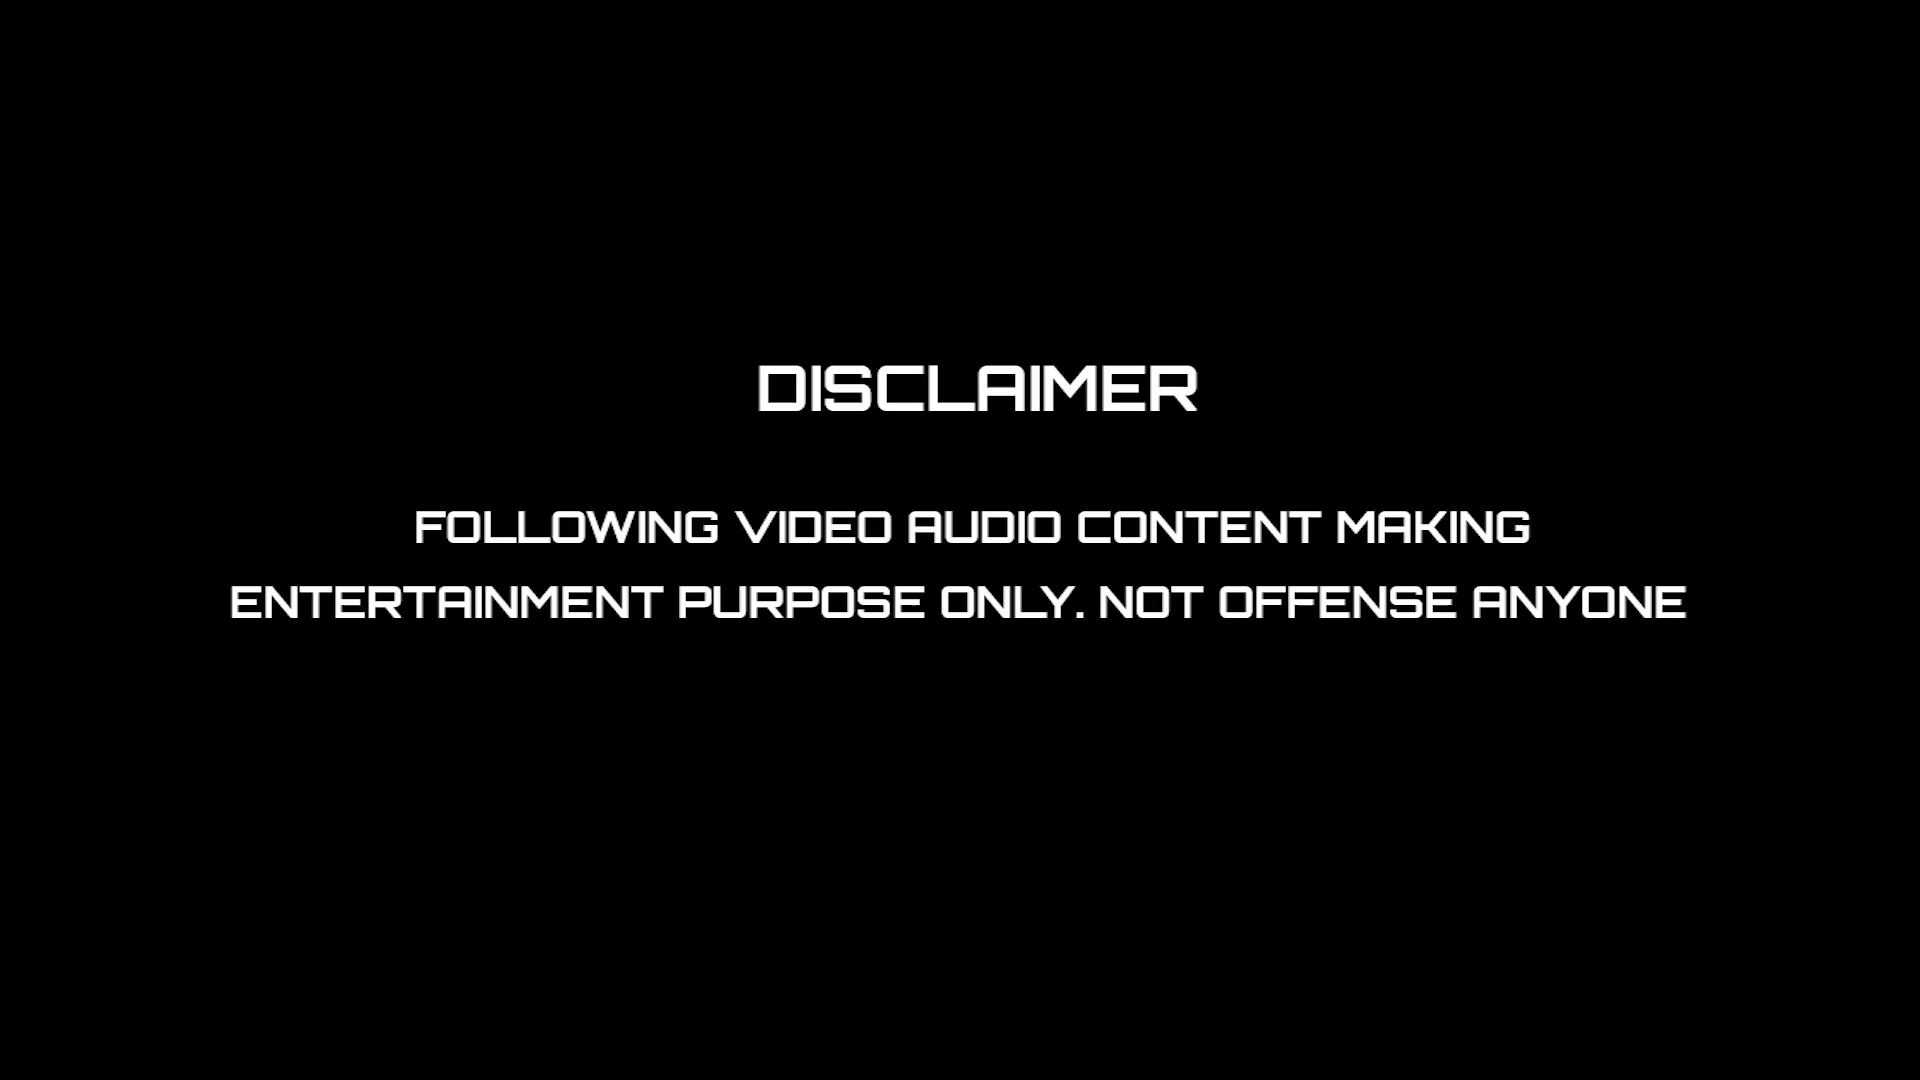 DISCLAIMER
FOLLOWING VIDEO AUDIO CONTENT MAKING
ENTERTAINMENT PURPOSE ONLY. NOT OFFENSE ANYONE